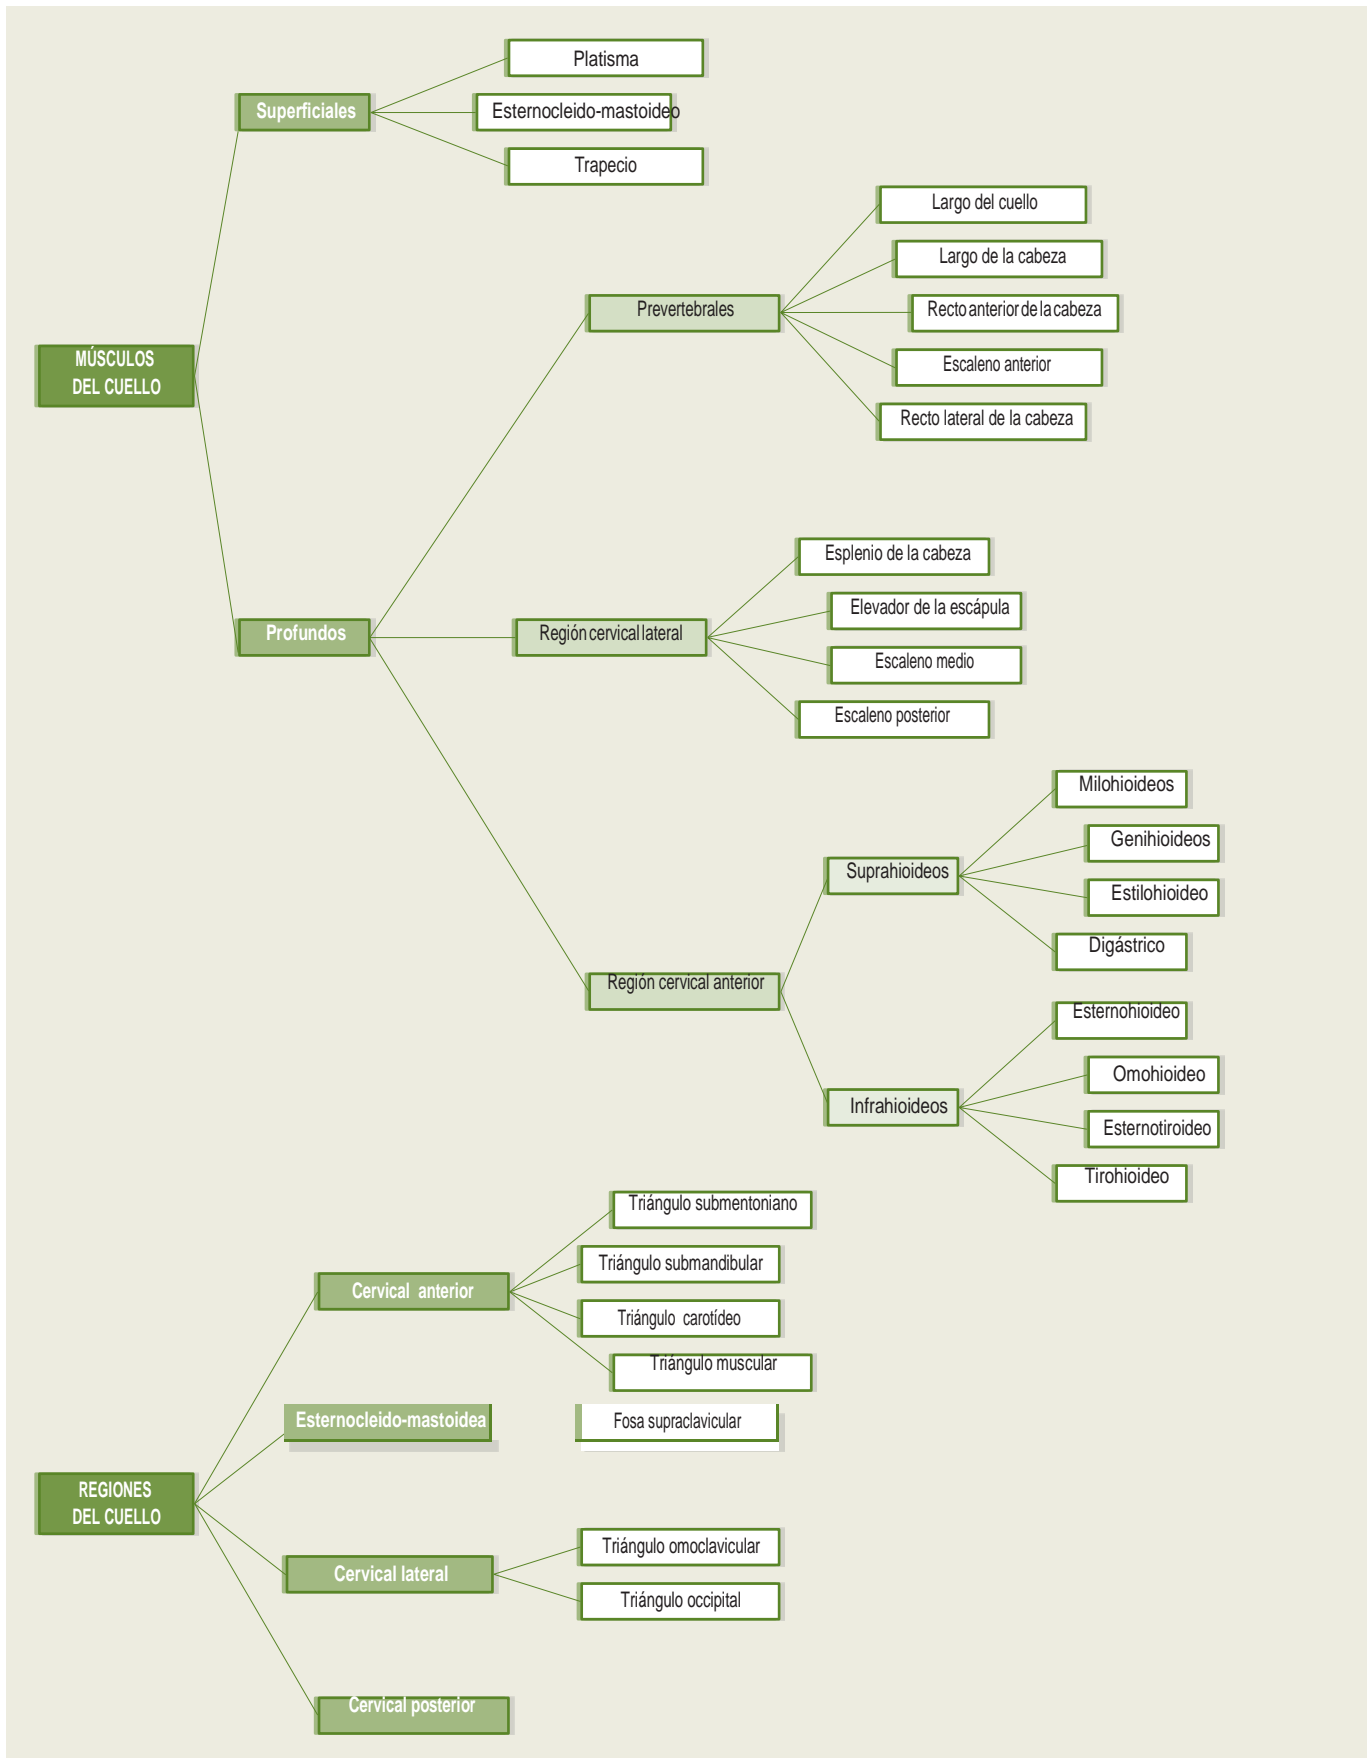 Platisma
Superficiales
Esternocleido-mastoideo
Trapecio
Largo del cuello
Largo de la cabeza
Prevertebrales
Recto anterior de la cabeza
MÚSCULOS
DEL CUELLO
Escaleno anterior
Recto lateral de la cabeza
Esplenio de la cabeza
Elevador de la escápula
Profundos
Región cervical lateral
Escaleno medio
Escaleno posterior
Milohioideos
Genihioideos
Suprahioideos
Estilohioideo
Digástrico
Región cervical anterior
Esternohioideo
Omohioideo
Infrahioideos
Esternotiroideo
Tirohioideo
Triángulo submentoniano
Triángulo submandibular
Cervical anterior
Triángulo carotídeo
Triángulo muscular
Esternocleido-mastoidea
Fosa supraclavicular
REGIONES
DEL CUELLO
Triángulo omoclavicular
Cervical lateral
Triángulo occipital
Cervical posterior